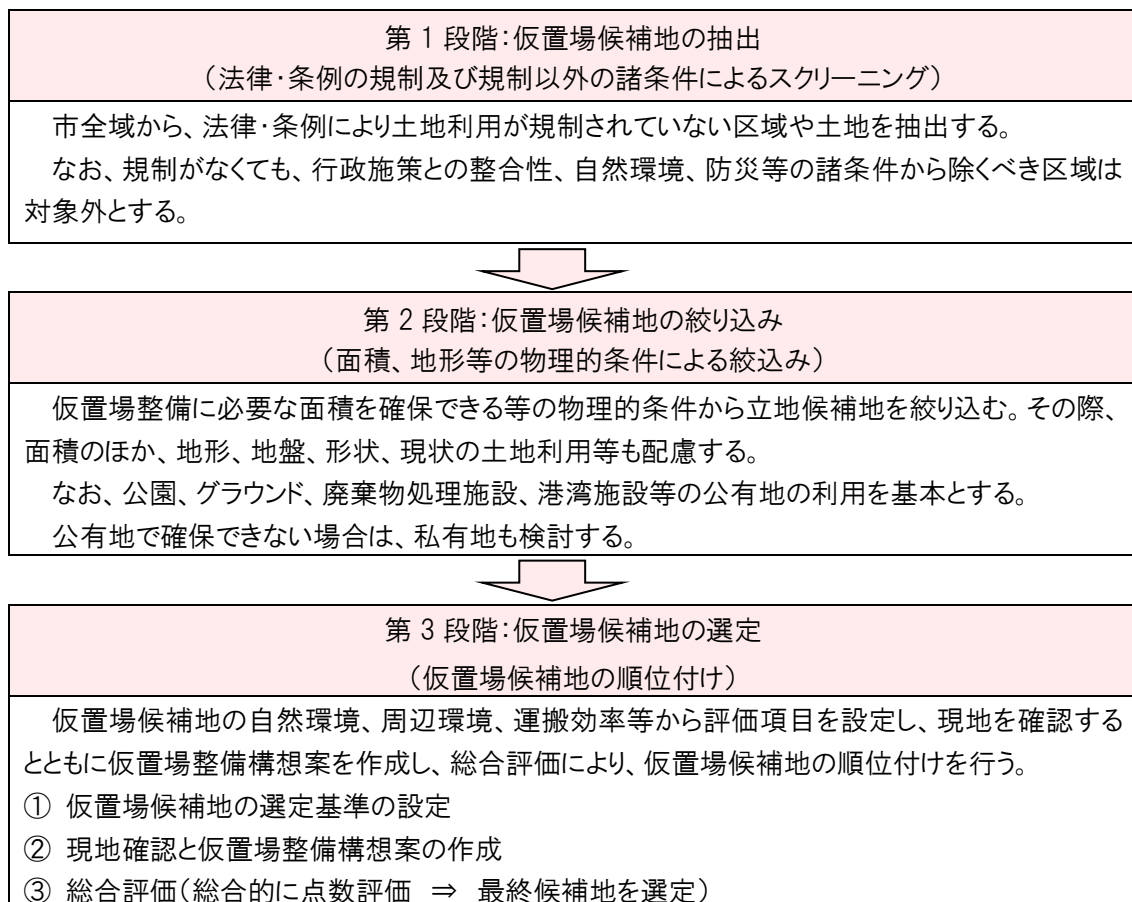 第 1 段階：仮置場候補地の抽出
（法律・条例の規制及び規制以外の諸条件によるスクリーニング）
市全域から、法律・条例により土地利用が規制されていない区域や土地を抽出する。
なお、規制がなくても、行政施策との整合性、自然環境、防災等の諸条件から除くべき区域は
対象外とする。
第 2 段階：仮置場候補地の絞り込み
（面積、地形等の物理的条件による絞込み）
仮置場整備に必要な面積を確保できる等の物理的条件から立地候補地を絞り込む。その際、
面積のほか、地形、地盤、形状、現状の土地利用等も配慮する。
なお、公園、グラウンド、廃棄物処理施設、港湾施設等の公有地の利用を基本とする。
公有地で確保できない場合は、私有地も検討する。
第 3 段階：仮置場候補地の選定
（仮置場候補地の順位付け）
仮置場候補地の自然環境、周辺環境、運搬効率等から評価項目を設定し、現地を確認する
とともに仮置場整備構想案を作成し、総合評価により、仮置場候補地の順位付けを行う。
① 仮置場候補地の選定基準の設定
② 現地確認と仮置場整備構想案の作成
③ 総合評価（総合的に点数評価 ⇒ 最終候補地を選定）